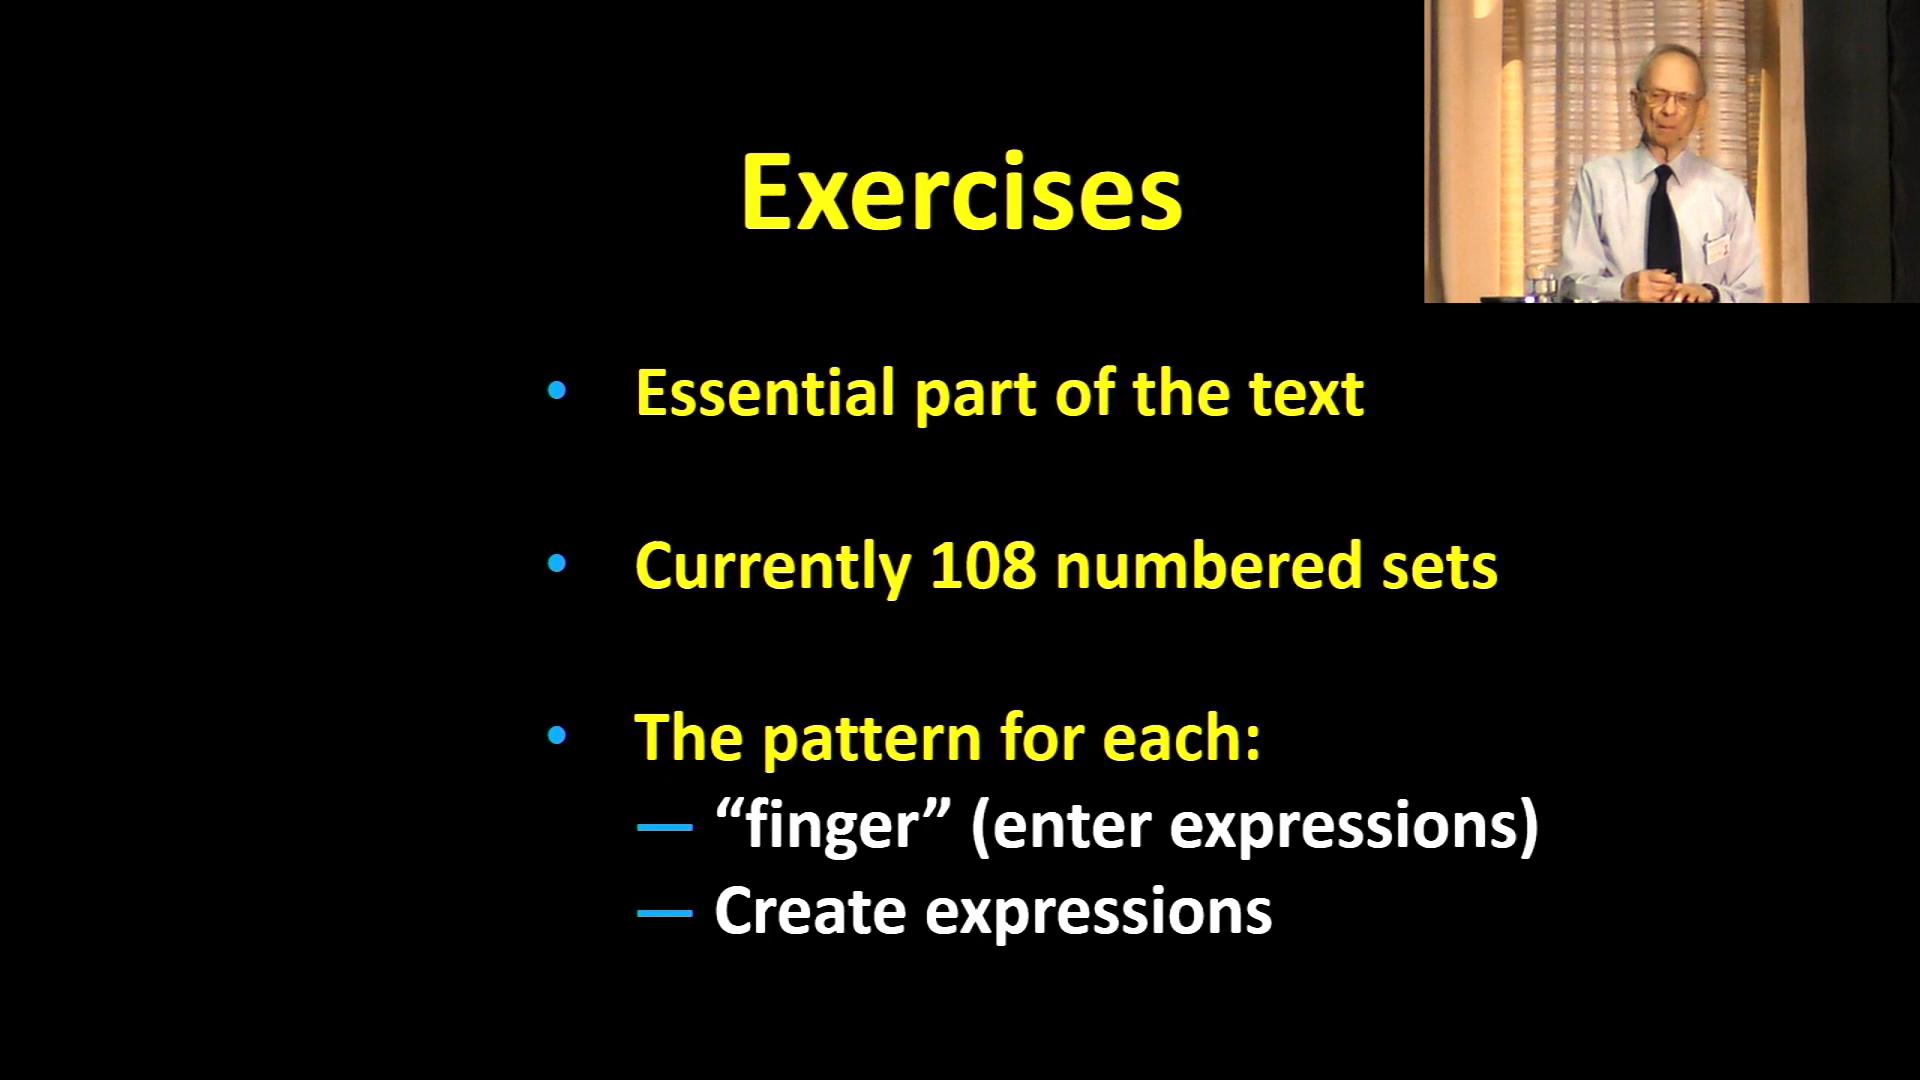 Exercises
• Essential part of the text
• Currently 108 numbered sets
• The pattern for each:
— “finger” (enter expressions)
— Create expressions